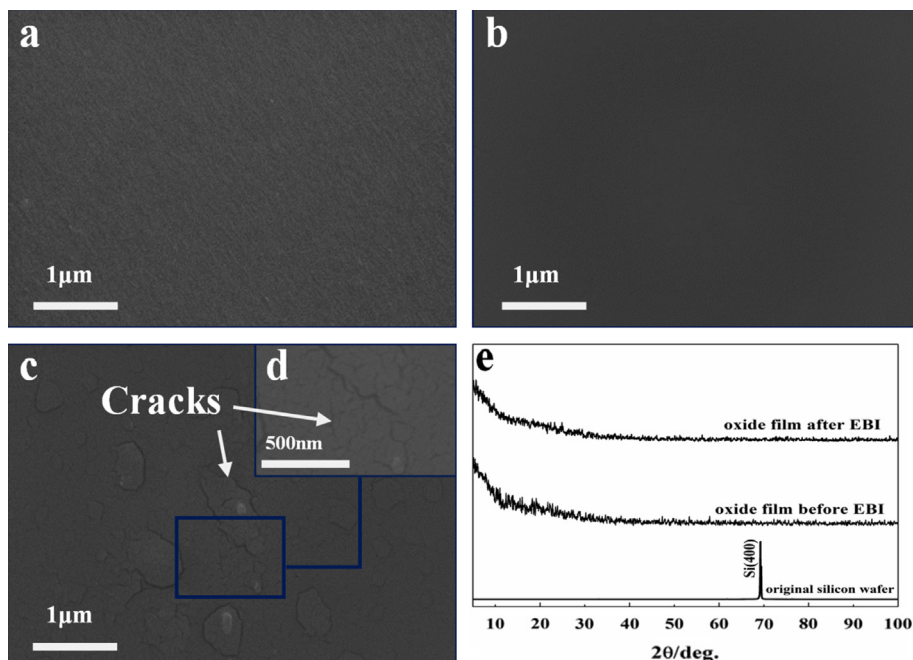 a
1μm
b
1μm
c
Cracks
d
500nm
1μm
e
oxide film after EBI
oxide film before EBI
Si(400)
original silicon wafer
10 20 30 40 50 60 70 80 90 100
2θ/deg.